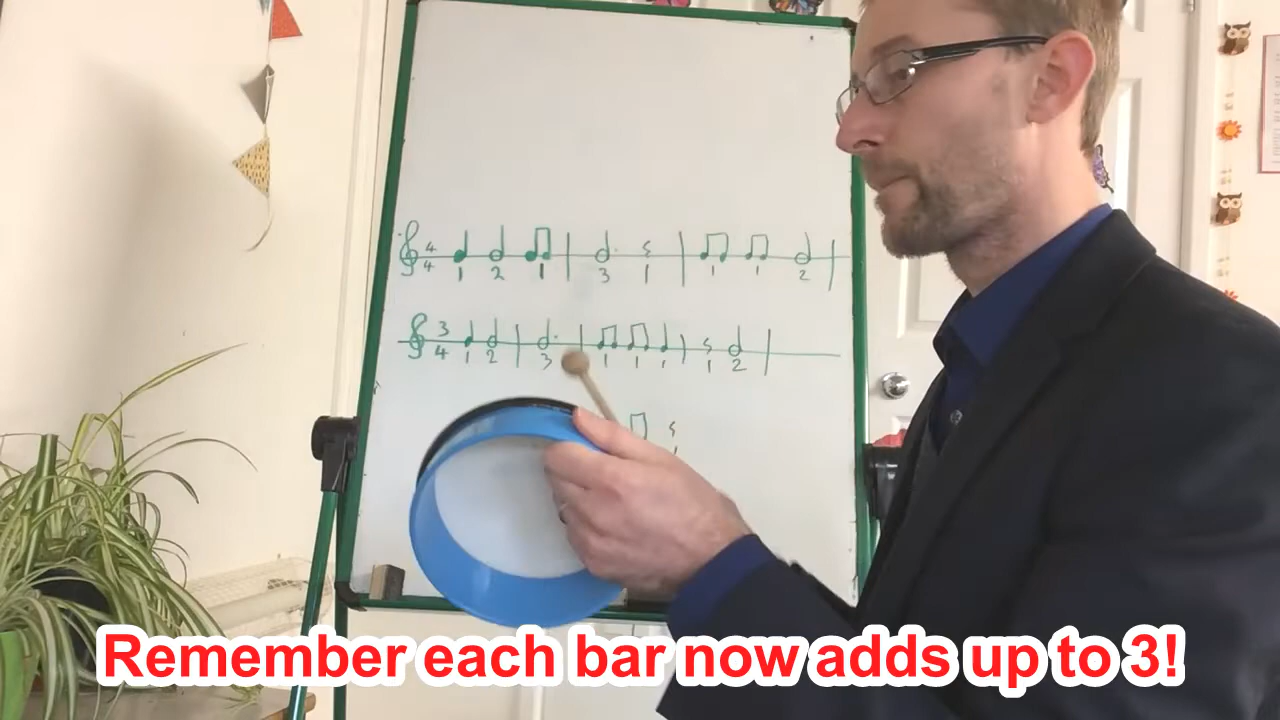 4 4 1 2 1 3 1 1 1 2
3 4 1 2 3 1 1 1 1 2
Remember each bar now adds up to 3!